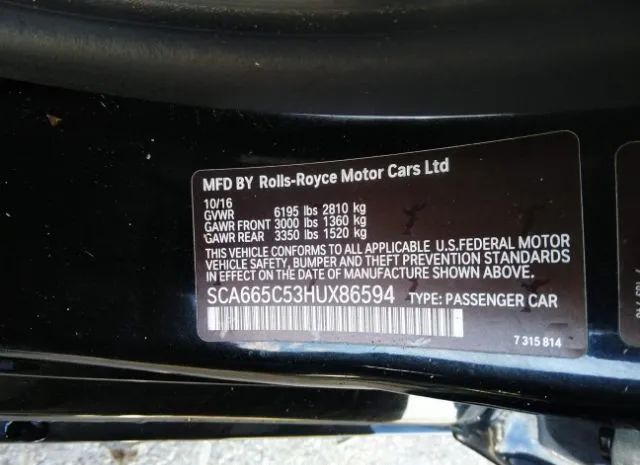 MFD BY Rolls-Royce Motor Cars Ltd
10/16
GVWR 6195 lbs 2810 kg
GAWR FRONT 3000 lbs 1360 kg
GAWR REAR 3350 lbs 1520 kg
THIS VEHICLE CONFORMS TO ALL APPLICABLE U.S.FEDERAL MOTOR
VEHICLE SAFETY, BUMPER AND THEFT PREVENTION STANDARDS
IN EFFECT ON THE DATE OF MANUFACTURE SHOWN ABOVE.
SCA665C53HUX86594 TYPE: PASSENGER CAR
7 315 814